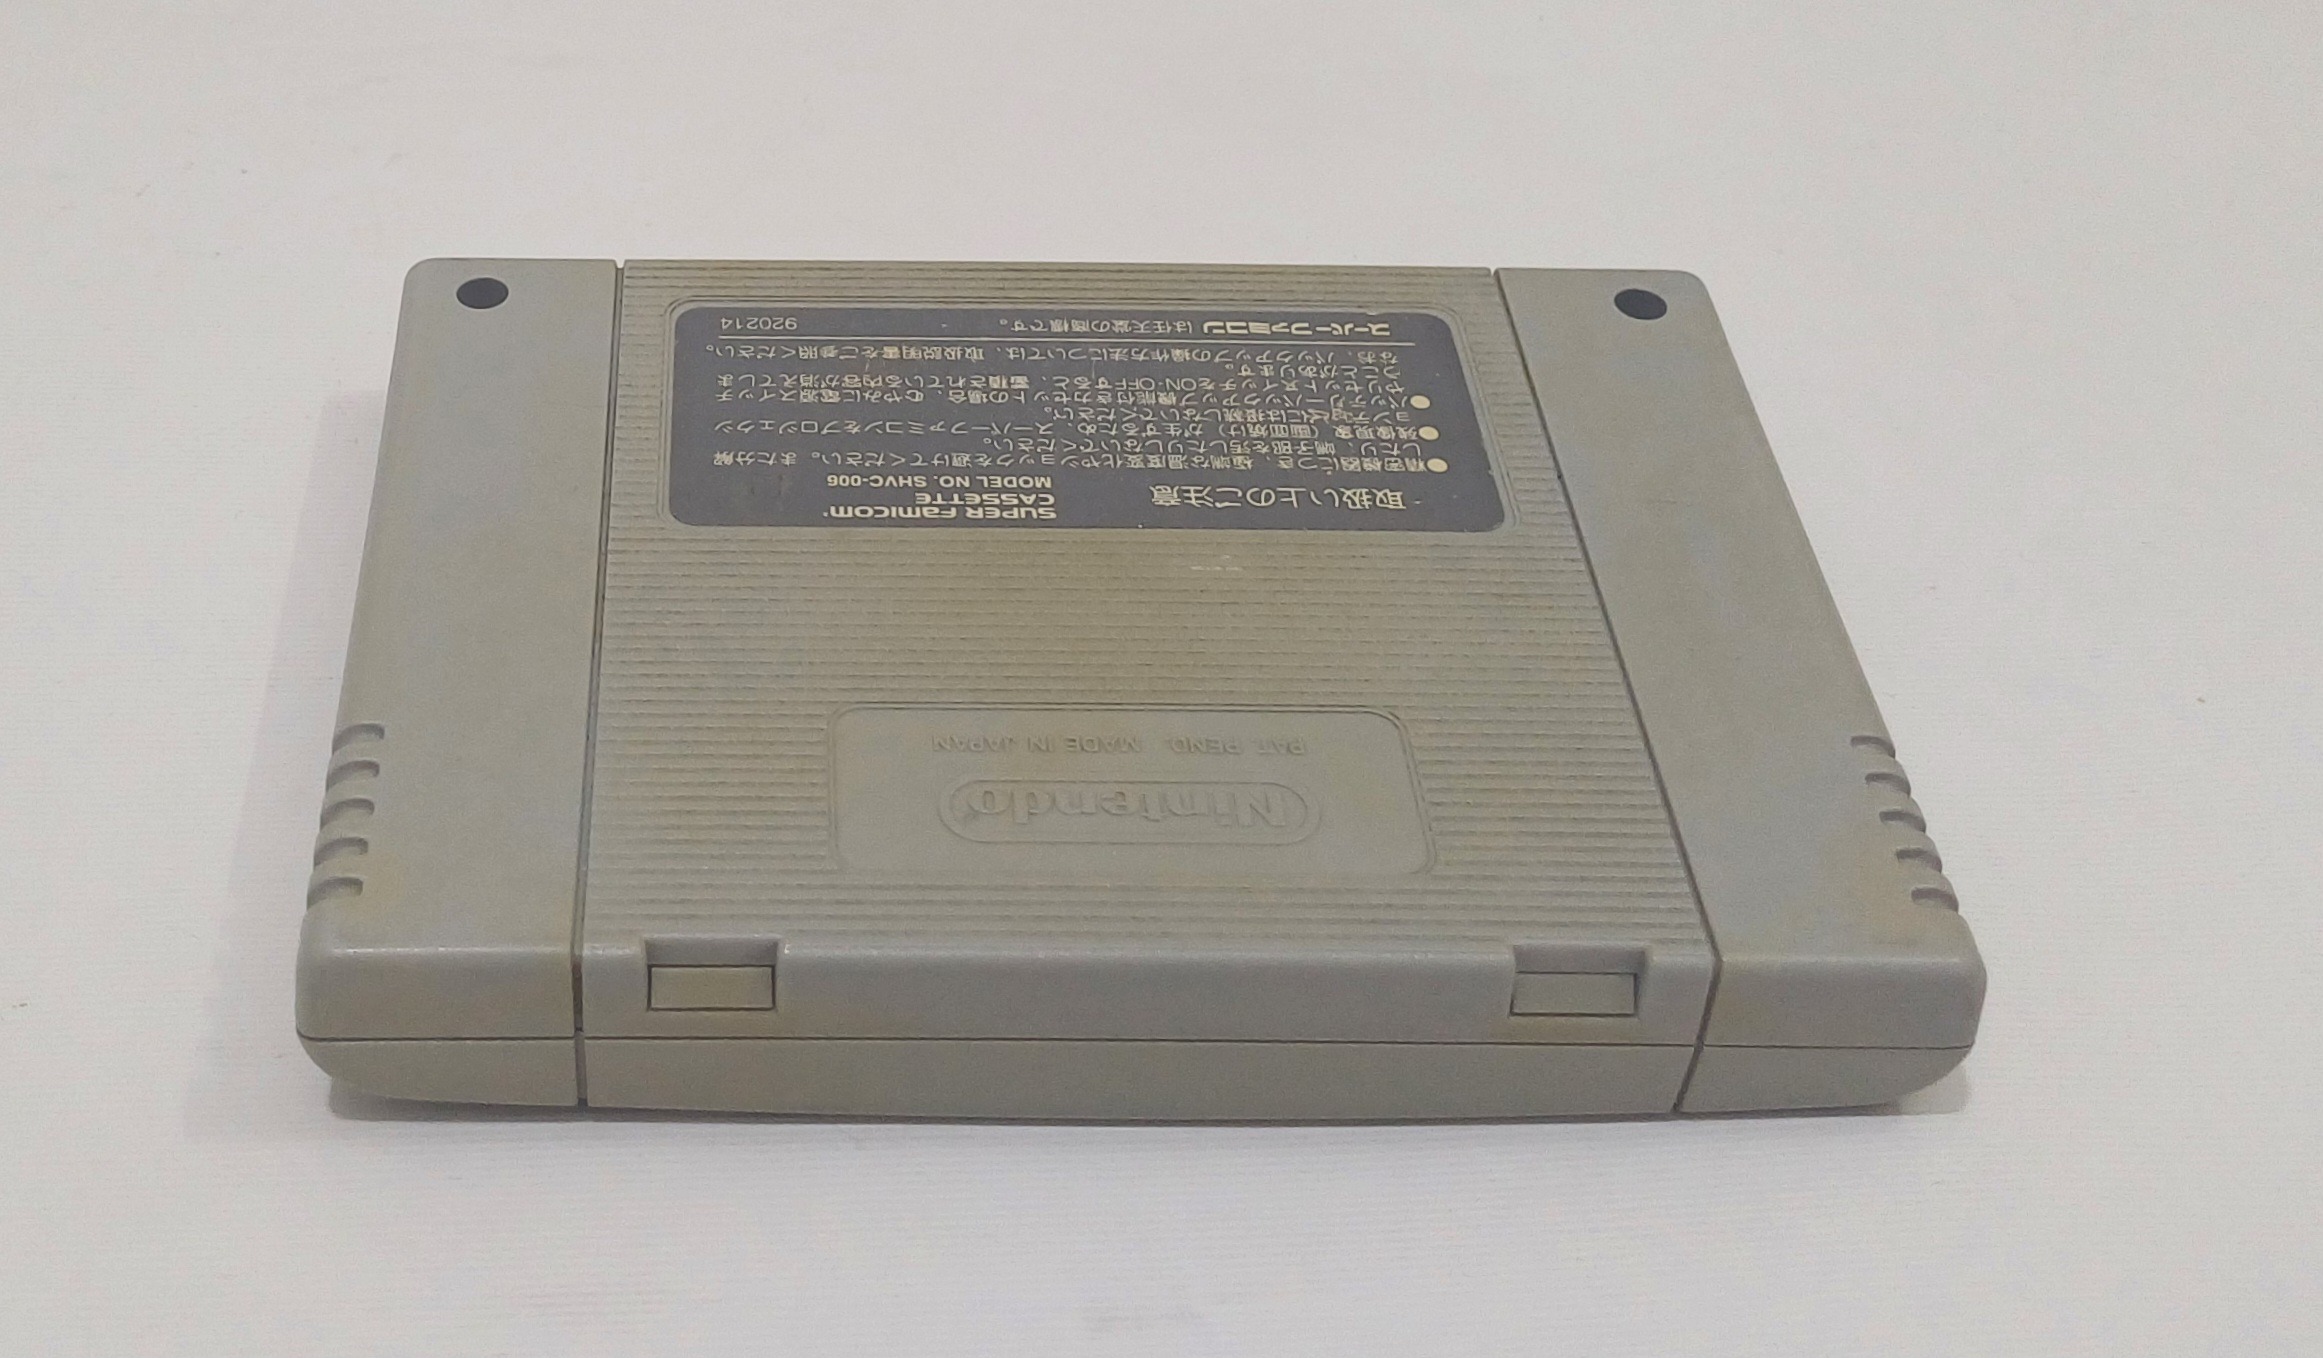 取扱い上のご注意
SUPER FAMICOM
CASSETTE
MODEL NO. SHVC-006
●精密機器につき、極端な温度変化やショックを避けてください。また分解
したり、端子部を汚したりしないでください。
●残像現象（画面焼け）が生ずるため、スーパーファミコンをプロジェクシ
ョンテレビには接続しないでください。
●バッテリーバックアップ機能付きカセットの場合、むやみに電源スイッチ
やリセットスイッチをON・OFFすると、蓄積されている内容が消えてしま
うことがあります。
なお、バックアップの操作方法については、取扱説明書をご参照ください。
スーパーファミコンは任天堂の商標です。 920214
Nintendo®
PAT. PEND. MADE IN JAPAN